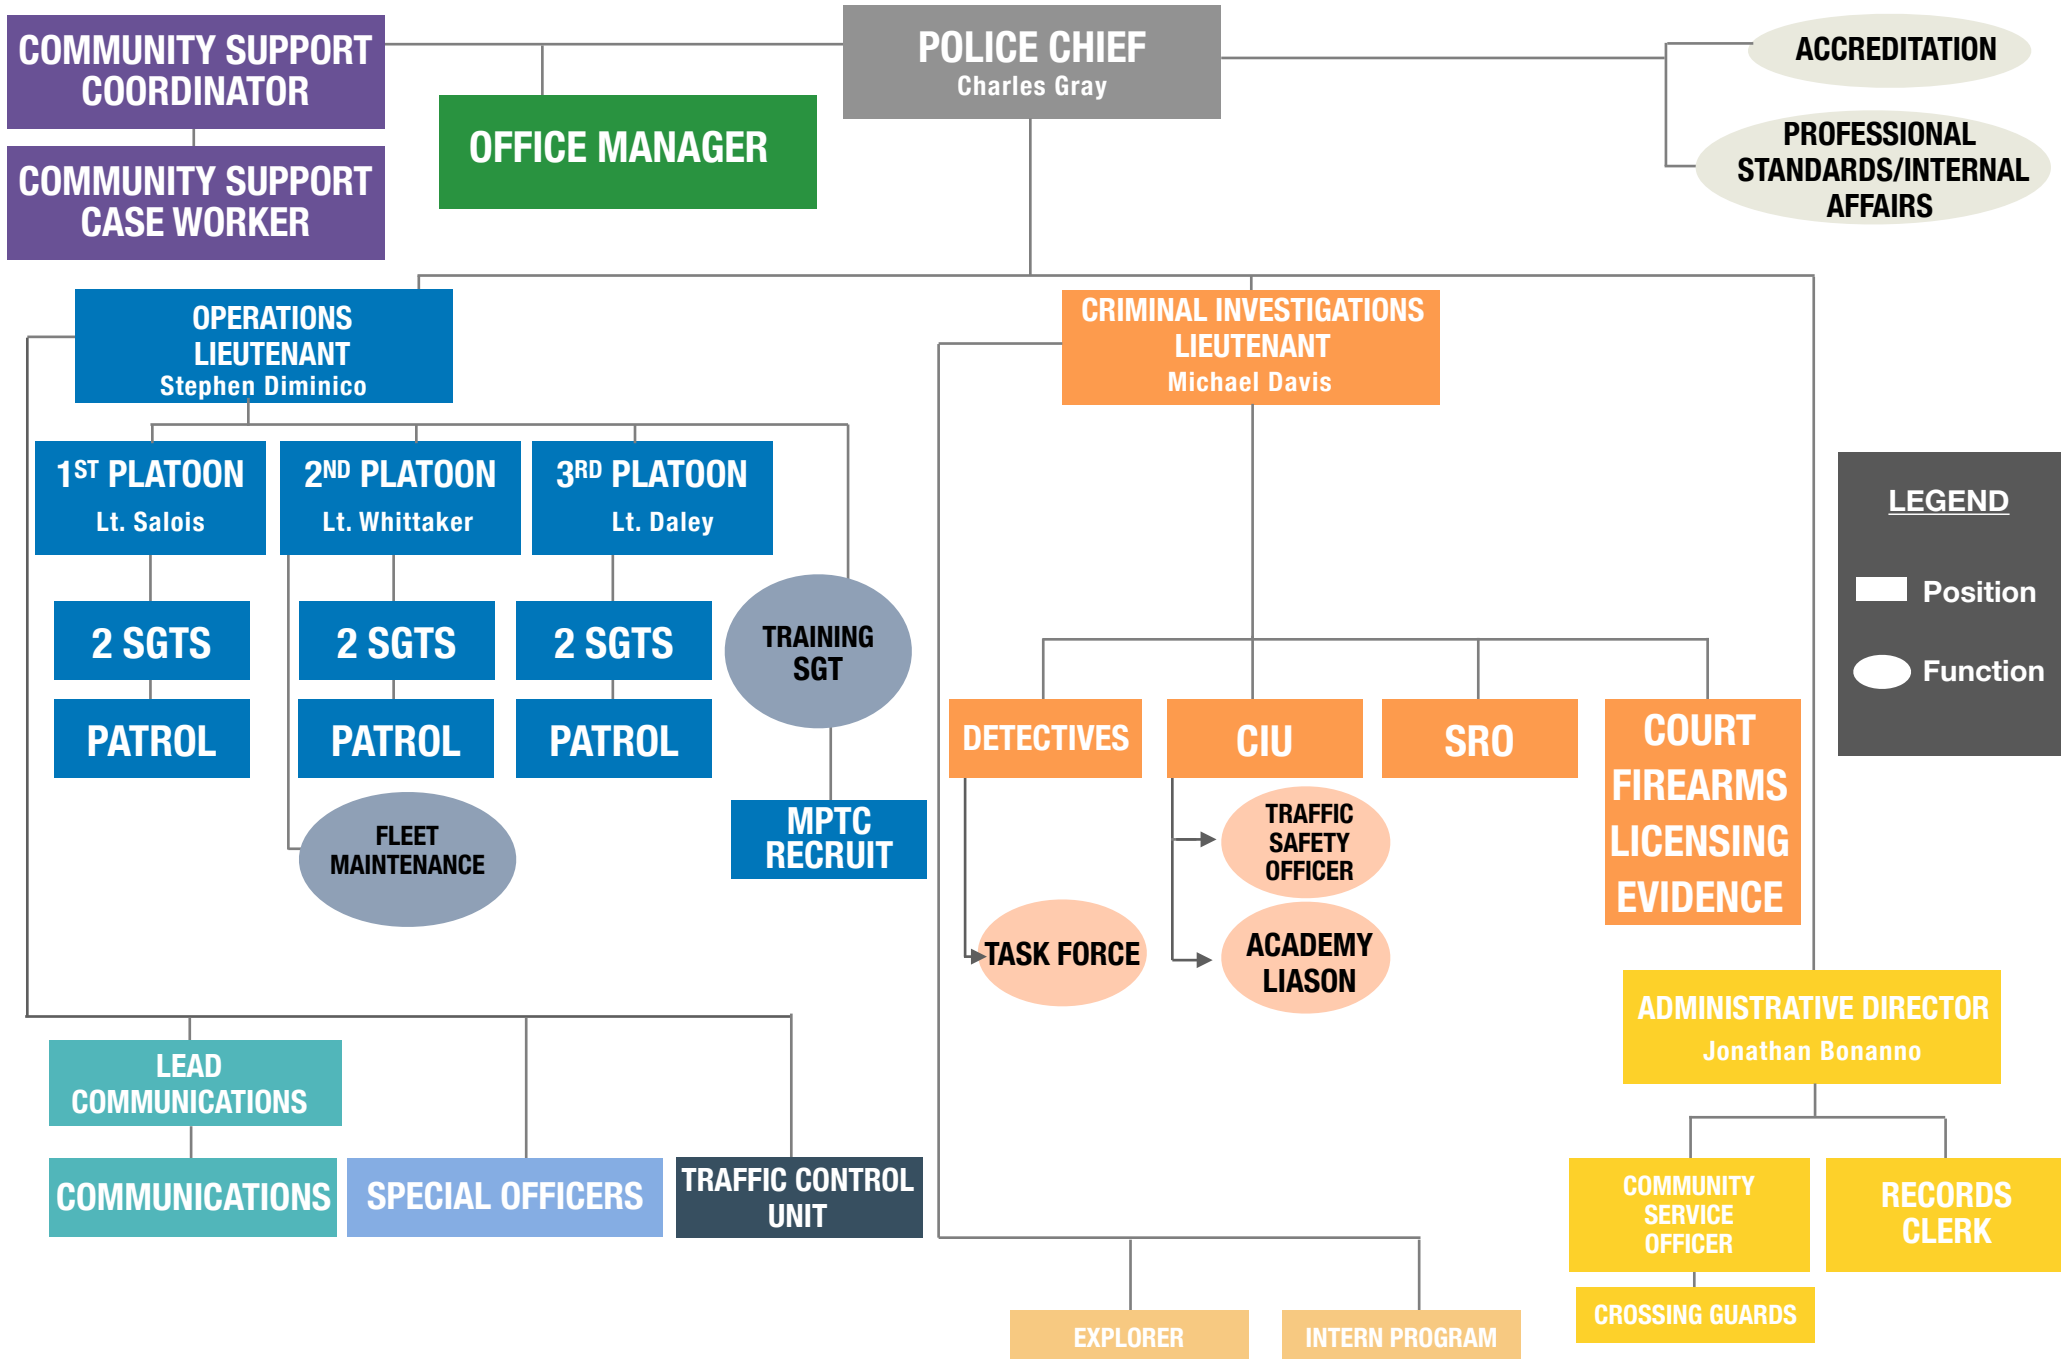 COMMUNITY SUPPORT
COORDINATOR
POLICE CHIEF
Charles Gray
ACCREDITATION
OFFICE MANAGER
COMMUNITY SUPPORT
CASE WORKER
PROFESSIONAL
STANDARDS/INTERNAL
AFFAIRS
OPERATIONS
LIEUTENANT
Stephen Diminico
CRIMINAL INVESTIGATIONS
LIEUTENANT
Michael Davis
1ST PLATOON
Lt. Salois
2ND PLATOON
Lt. Whittaker
3RD PLATOON
Lt. Daley
LEGEND
Position
Function
2 SGTS
2 SGTS
2 SGTS
TRAINING
SGT
PATROL
PATROL
PATROL
DETECTIVES
CIU
SRO
COURT
FIREARMS
LICENSING
EVIDENCE
FLEET
MAINTENANCE
MPTC
RECRUIT
TRAFFIC
SAFETY
OFFICER
TASK FORCE
ACADEMY
LIASON
ADMINISTRATIVE DIRECTOR
Jonathan Bonanno
LEAD
COMMUNICATIONS
COMMUNICATIONS
SPECIAL OFFICERS
TRAFFIC CONTROL
UNIT
COMMUNITY
SERVICE
OFFICER
RECORDS
CLERK
CROSSING GUARDS
EXPLORER
INTERN PROGRAM